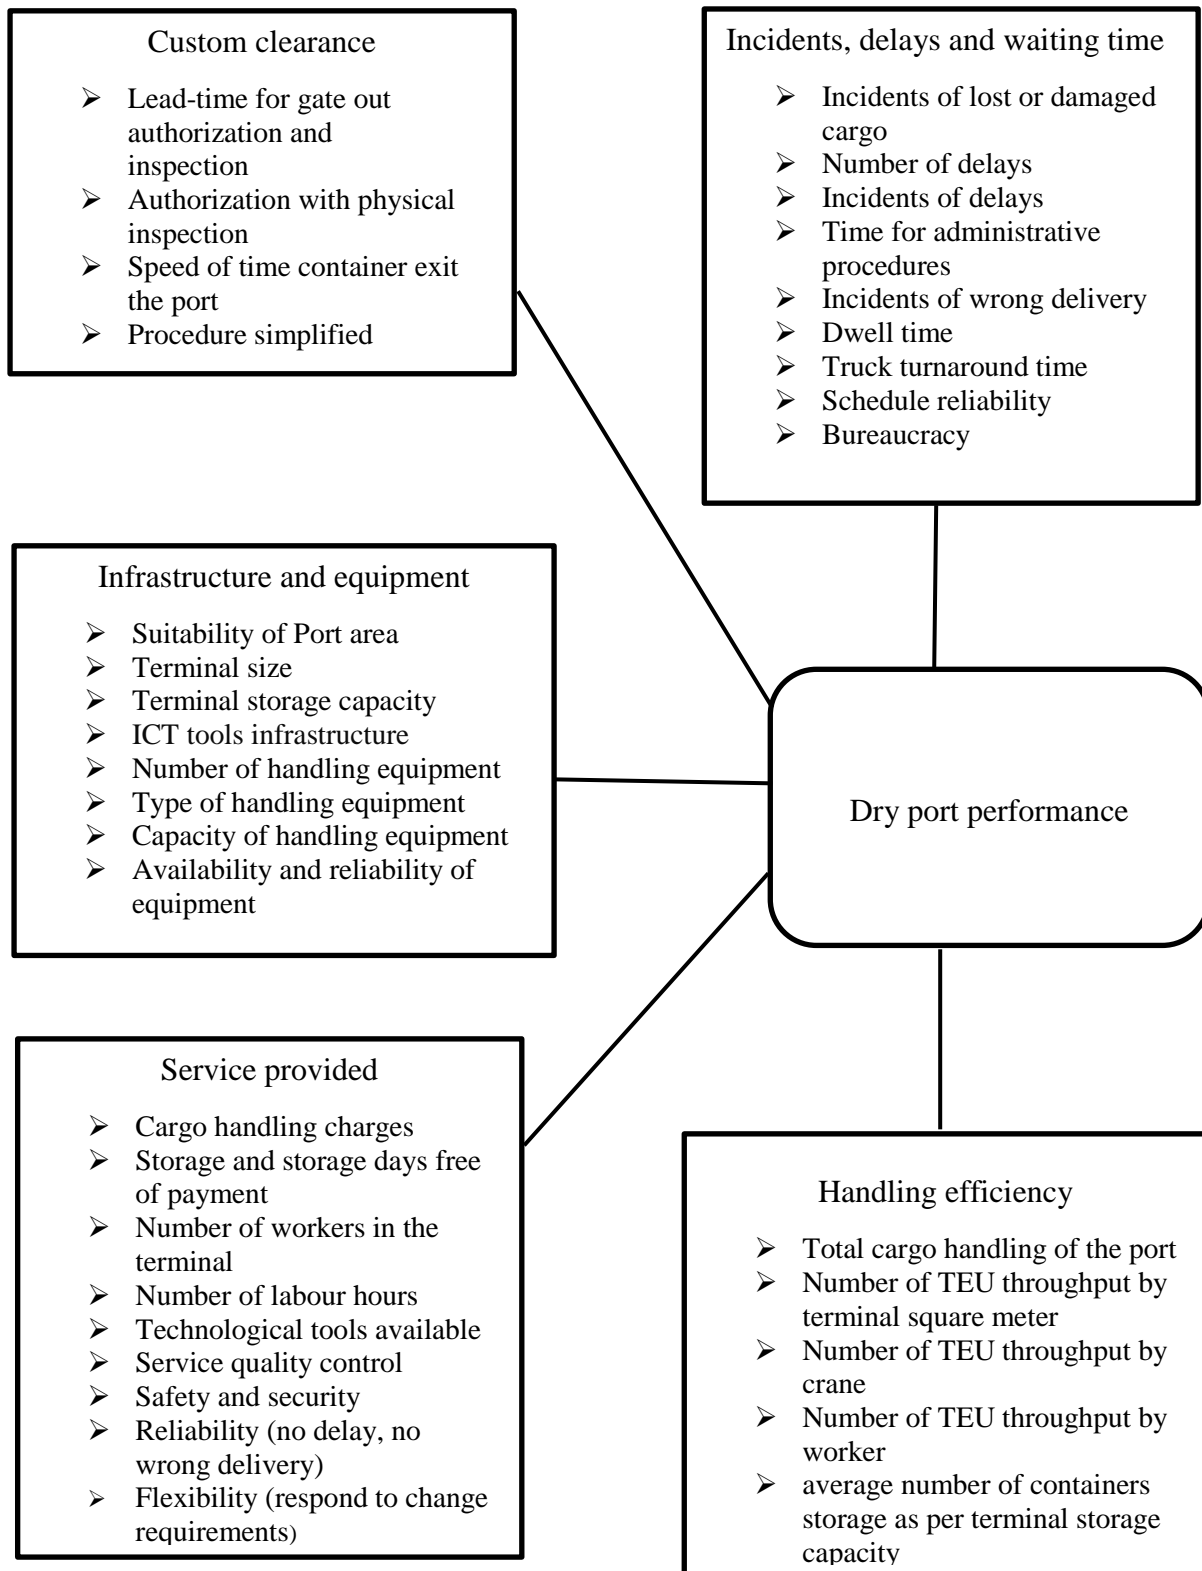 Custom clearance
➢ Lead-time for gate out
authorization and
inspection
➢ Authorization with physical
inspection
➢ Speed of time container exit
the port
➢ Procedure simplified
Incidents, delays and waiting time
➢ Incidents of lost or damaged
cargo
➢ Number of delays
➢ Incidents of delays
➢ Time for administrative
procedures
➢ Incidents of wrong delivery
➢ Dwell time
➢ Truck turnaround time
➢ Schedule reliability
➢ Bureaucracy
Infrastructure and equipment
➢ Suitability of Port area
➢ Terminal size
➢ Terminal storage capacity
➢ ICT tools infrastructure
➢ Number of handling equipment
➢ Type of handling equipment
➢ Capacity of handling equipment
➢ Availability and reliability of
equipment
Dry port performance
Service provided
➢ Cargo handling charges
➢ Storage and storage days free
of payment
➢ Number of workers in the
terminal
➢ Number of labour hours
➢ Technological tools available
➢ Service quality control
➢ Safety and security
➢ Reliability (no delay, no
wrong delivery)
➢ Flexibility (respond to change
requirements)
Handling efficiency
➢ Total cargo handling of the port
➢ Number of TEU throughput by
terminal square meter
➢ Number of TEU throughput by
crane
➢ Number of TEU throughput by
worker
➢ average number of containers
storage as per terminal storage
capacity